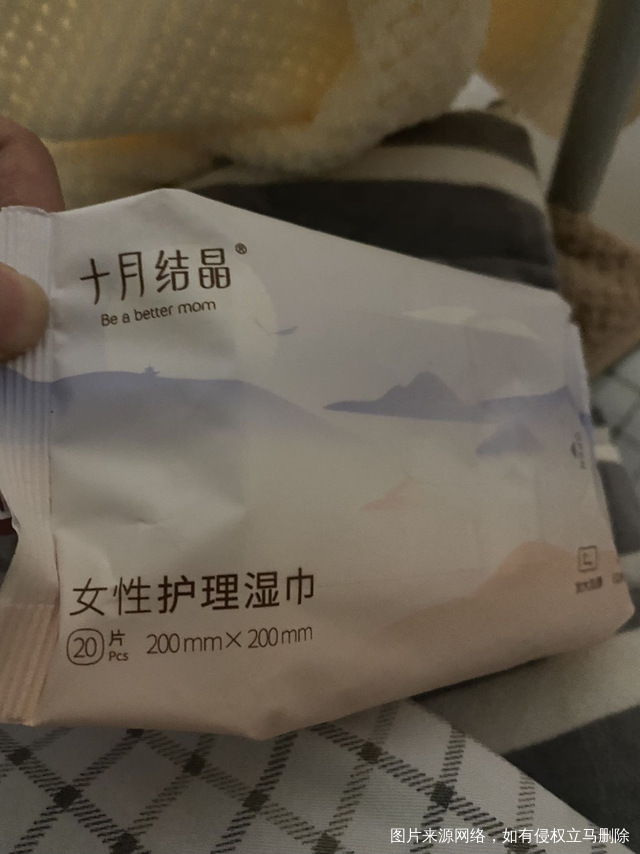 十月结晶®
Be a better mom
女性护理湿巾
20片
Pcs
200mm×200mm
图片来源网络，如有侵权立马删除